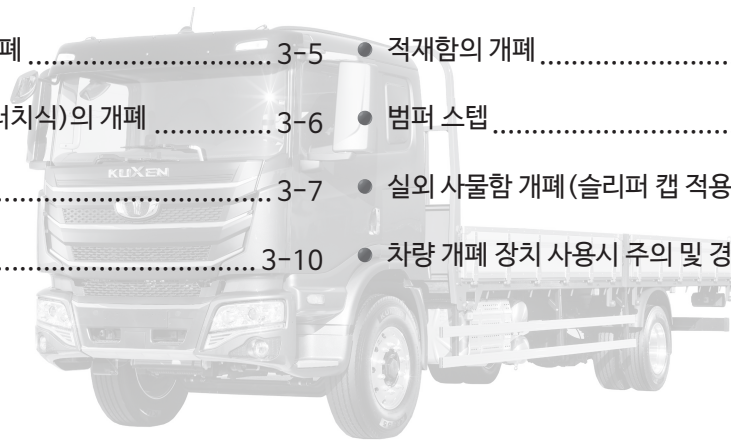 폐 ........ 3-5
● 적재함의 개폐 ........
러치식)의 개폐 ........ 3-6
● 범퍼 스텝 ........
........ 3-7
● 실외 사물함 개폐(슬리퍼 캡 적용
........ 3-10
● 차량 개폐 장치 사용시 주의 및 경
KUXEN